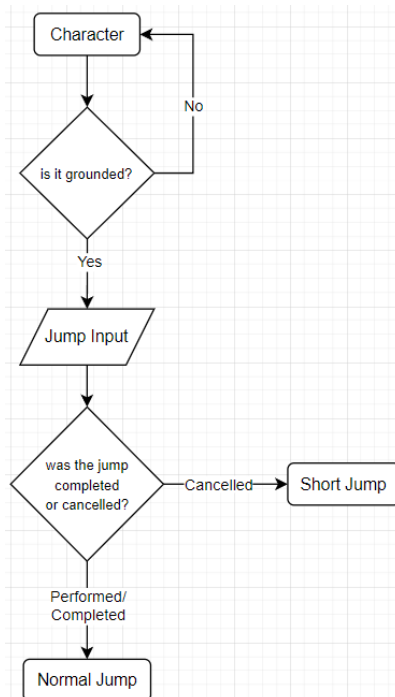 Character
No
is it grounded?
Yes
Jump Input
was the jump
completed
or cancelled?
Cancelled
Short Jump
Performed/
Completed
Normal Jump